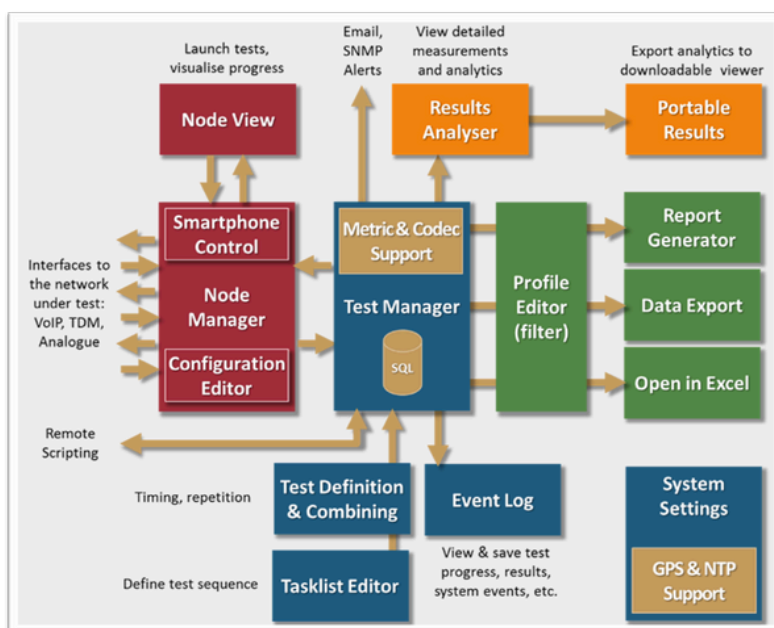 Launch tests,
visualise progress
Email,
SNMP
Alerts
View detailed
measurements
and analytics
Export analytics to
downloadable viewer
Node View
Results
Analyser
Portable
Results
Smartphone
Control
Node
Manager
Configuration
Editor
Interfaces to
the network
under test:
VoIP, TDM,
Analogue
Metric & Codec
Support
Test Manager
SQL
Profile
Editor
(filter)
Report
Generator
Data Export
Open in Excel
Remote
Scripting
Timing, repetition
Test Definition
& Combining
Event Log
System
Settings
GPS & NTP
Support
Define test sequence
Tasklist Editor
View & save test
progress, results,
system events, etc.